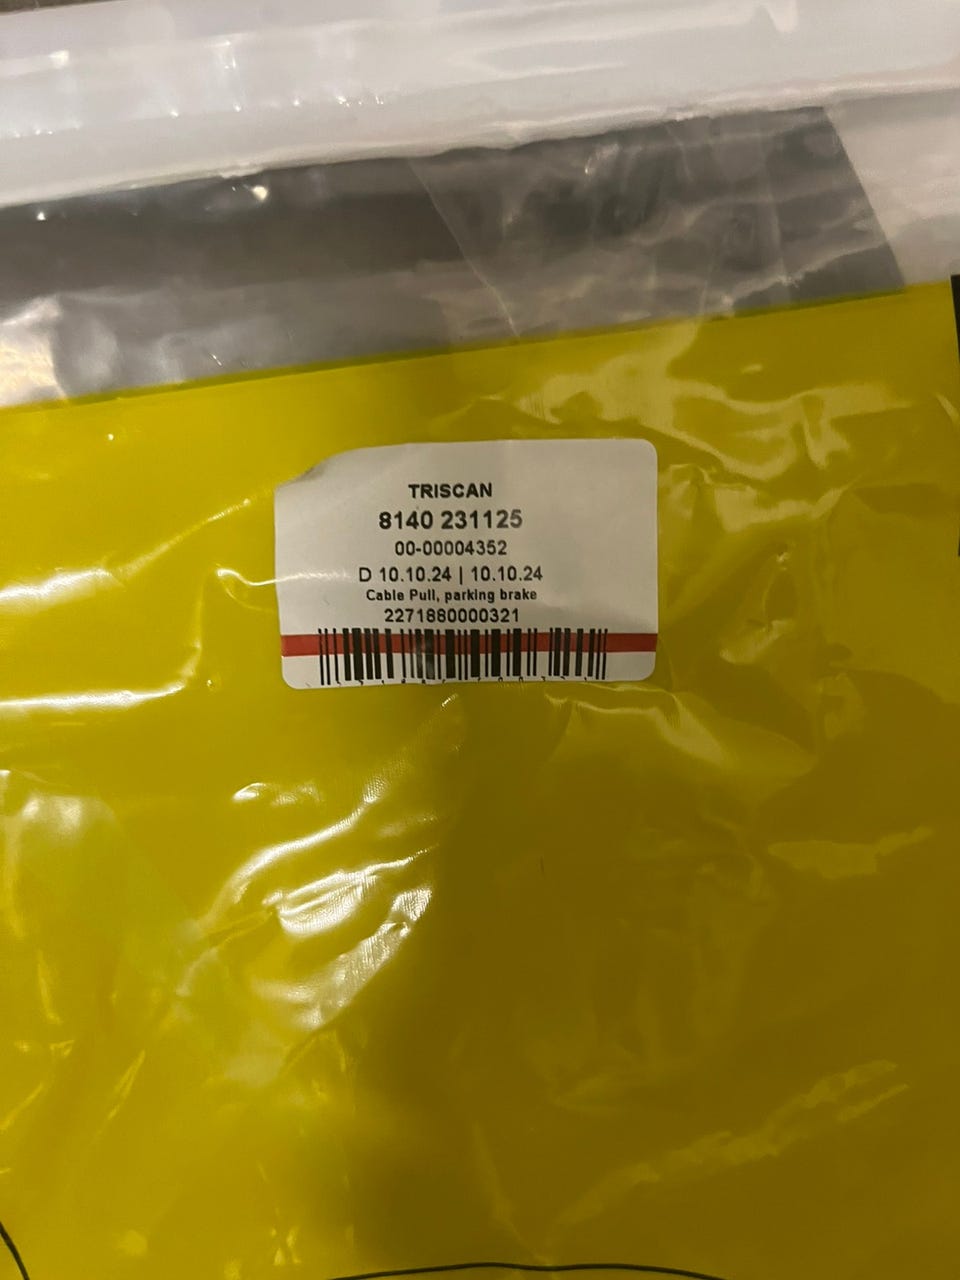 TRISCAN
8140 231125
00-00004352
D 10.10.24 | 10.10.24
Cable Pull, parking brake
2271880000321